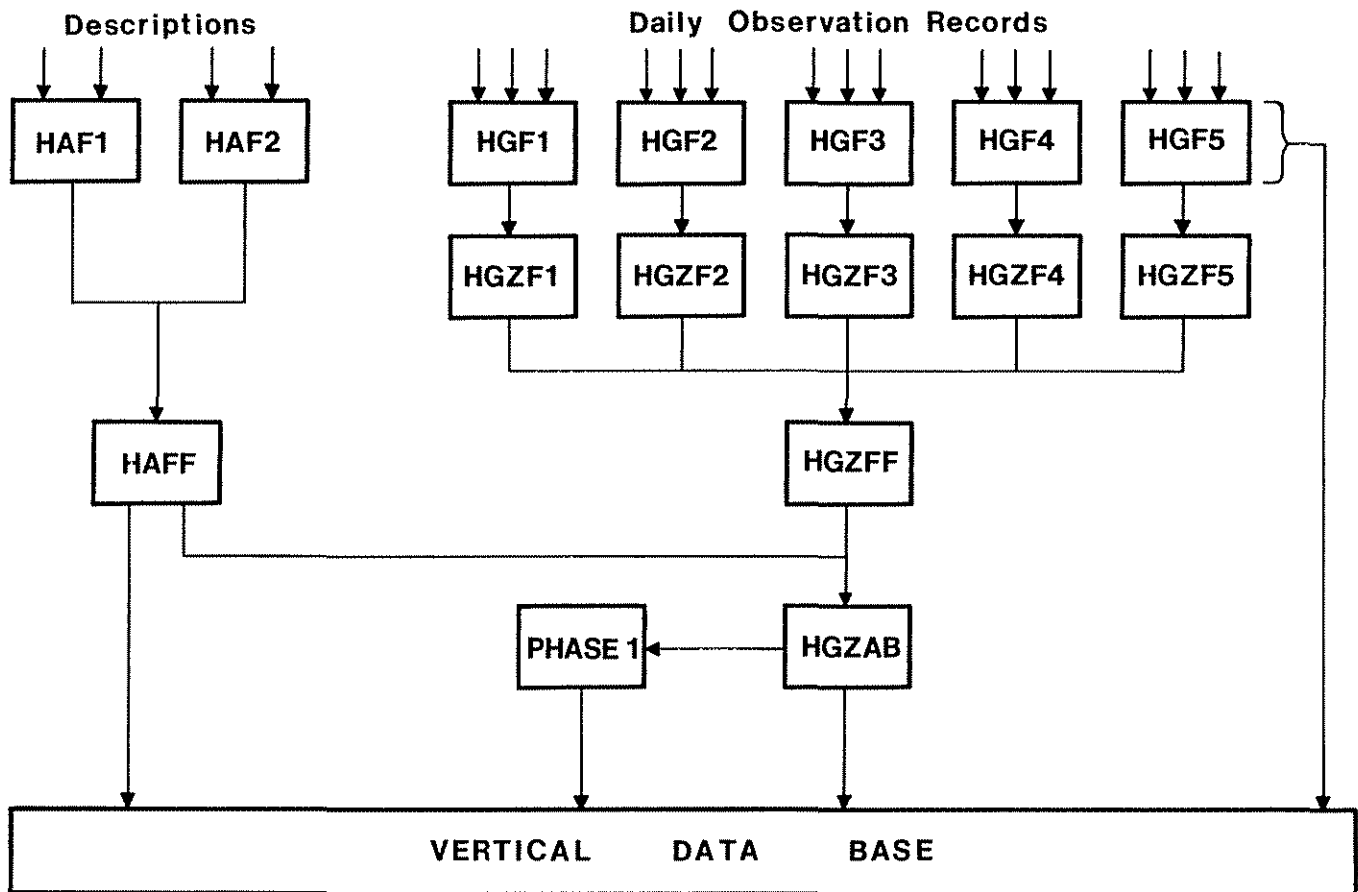 Descriptions
Daily Observation Records
HAF1 HAF2 HGF1 HGF2 HGF3 HGF4 HGF5
HGZF1 HGZF2 HGZF3 HGZF4 HGZF5
HAFF HGZFF
PHASE 1 HGZAB
VERTICAL DATA BASE